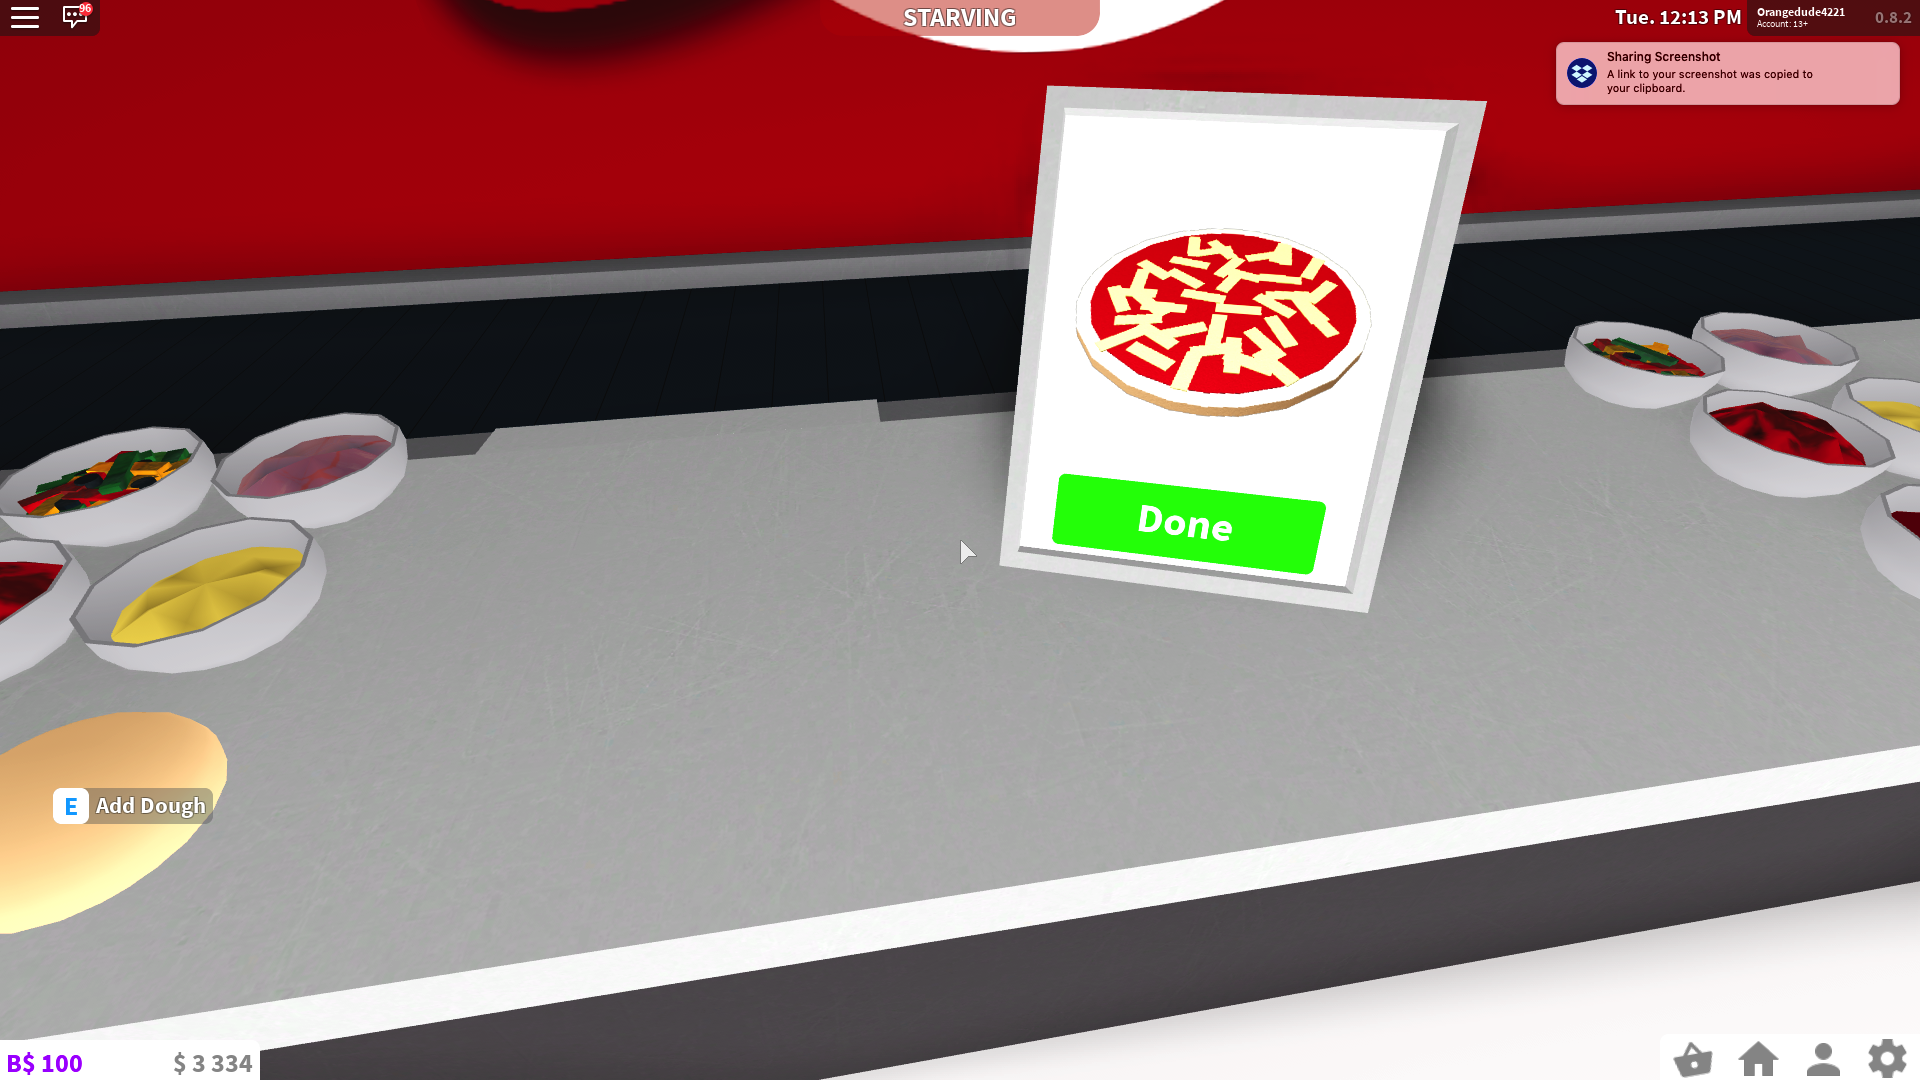 96
STARVING
Tue. 12:13 PM
Orangedude4221
Account: 13+
0.8.2
Sharing Screenshot
A link to your screenshot was copied to
your clipboard.
Done
E Add Dough
B$ 100
$ 3 334